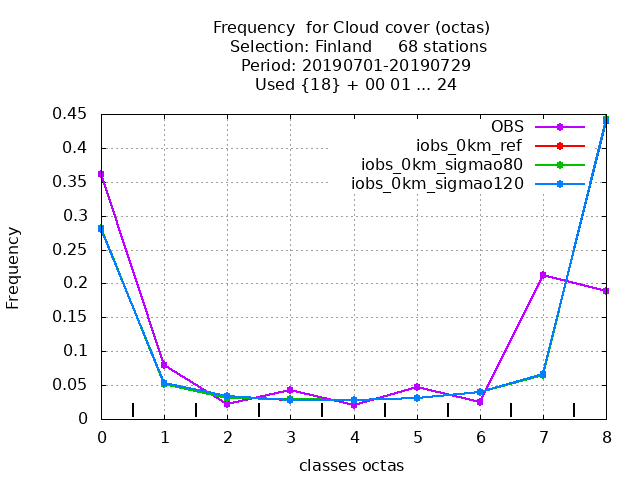 Frequency  for Cloud cover (octas)
Selection: Finland     68 stations
Period: 20190701-20190729
Used {18} + 00 01 ... 24
OBS
iobs_0km_ref
iobs_0km_sigmao80
iobs_0km_sigmao120
Frequency
0.45
0.4
0.35
0.3
0.25
0.2
0.15
0.1
0.05
0
0 1 2 3 4 5 6 7 8
classes octas